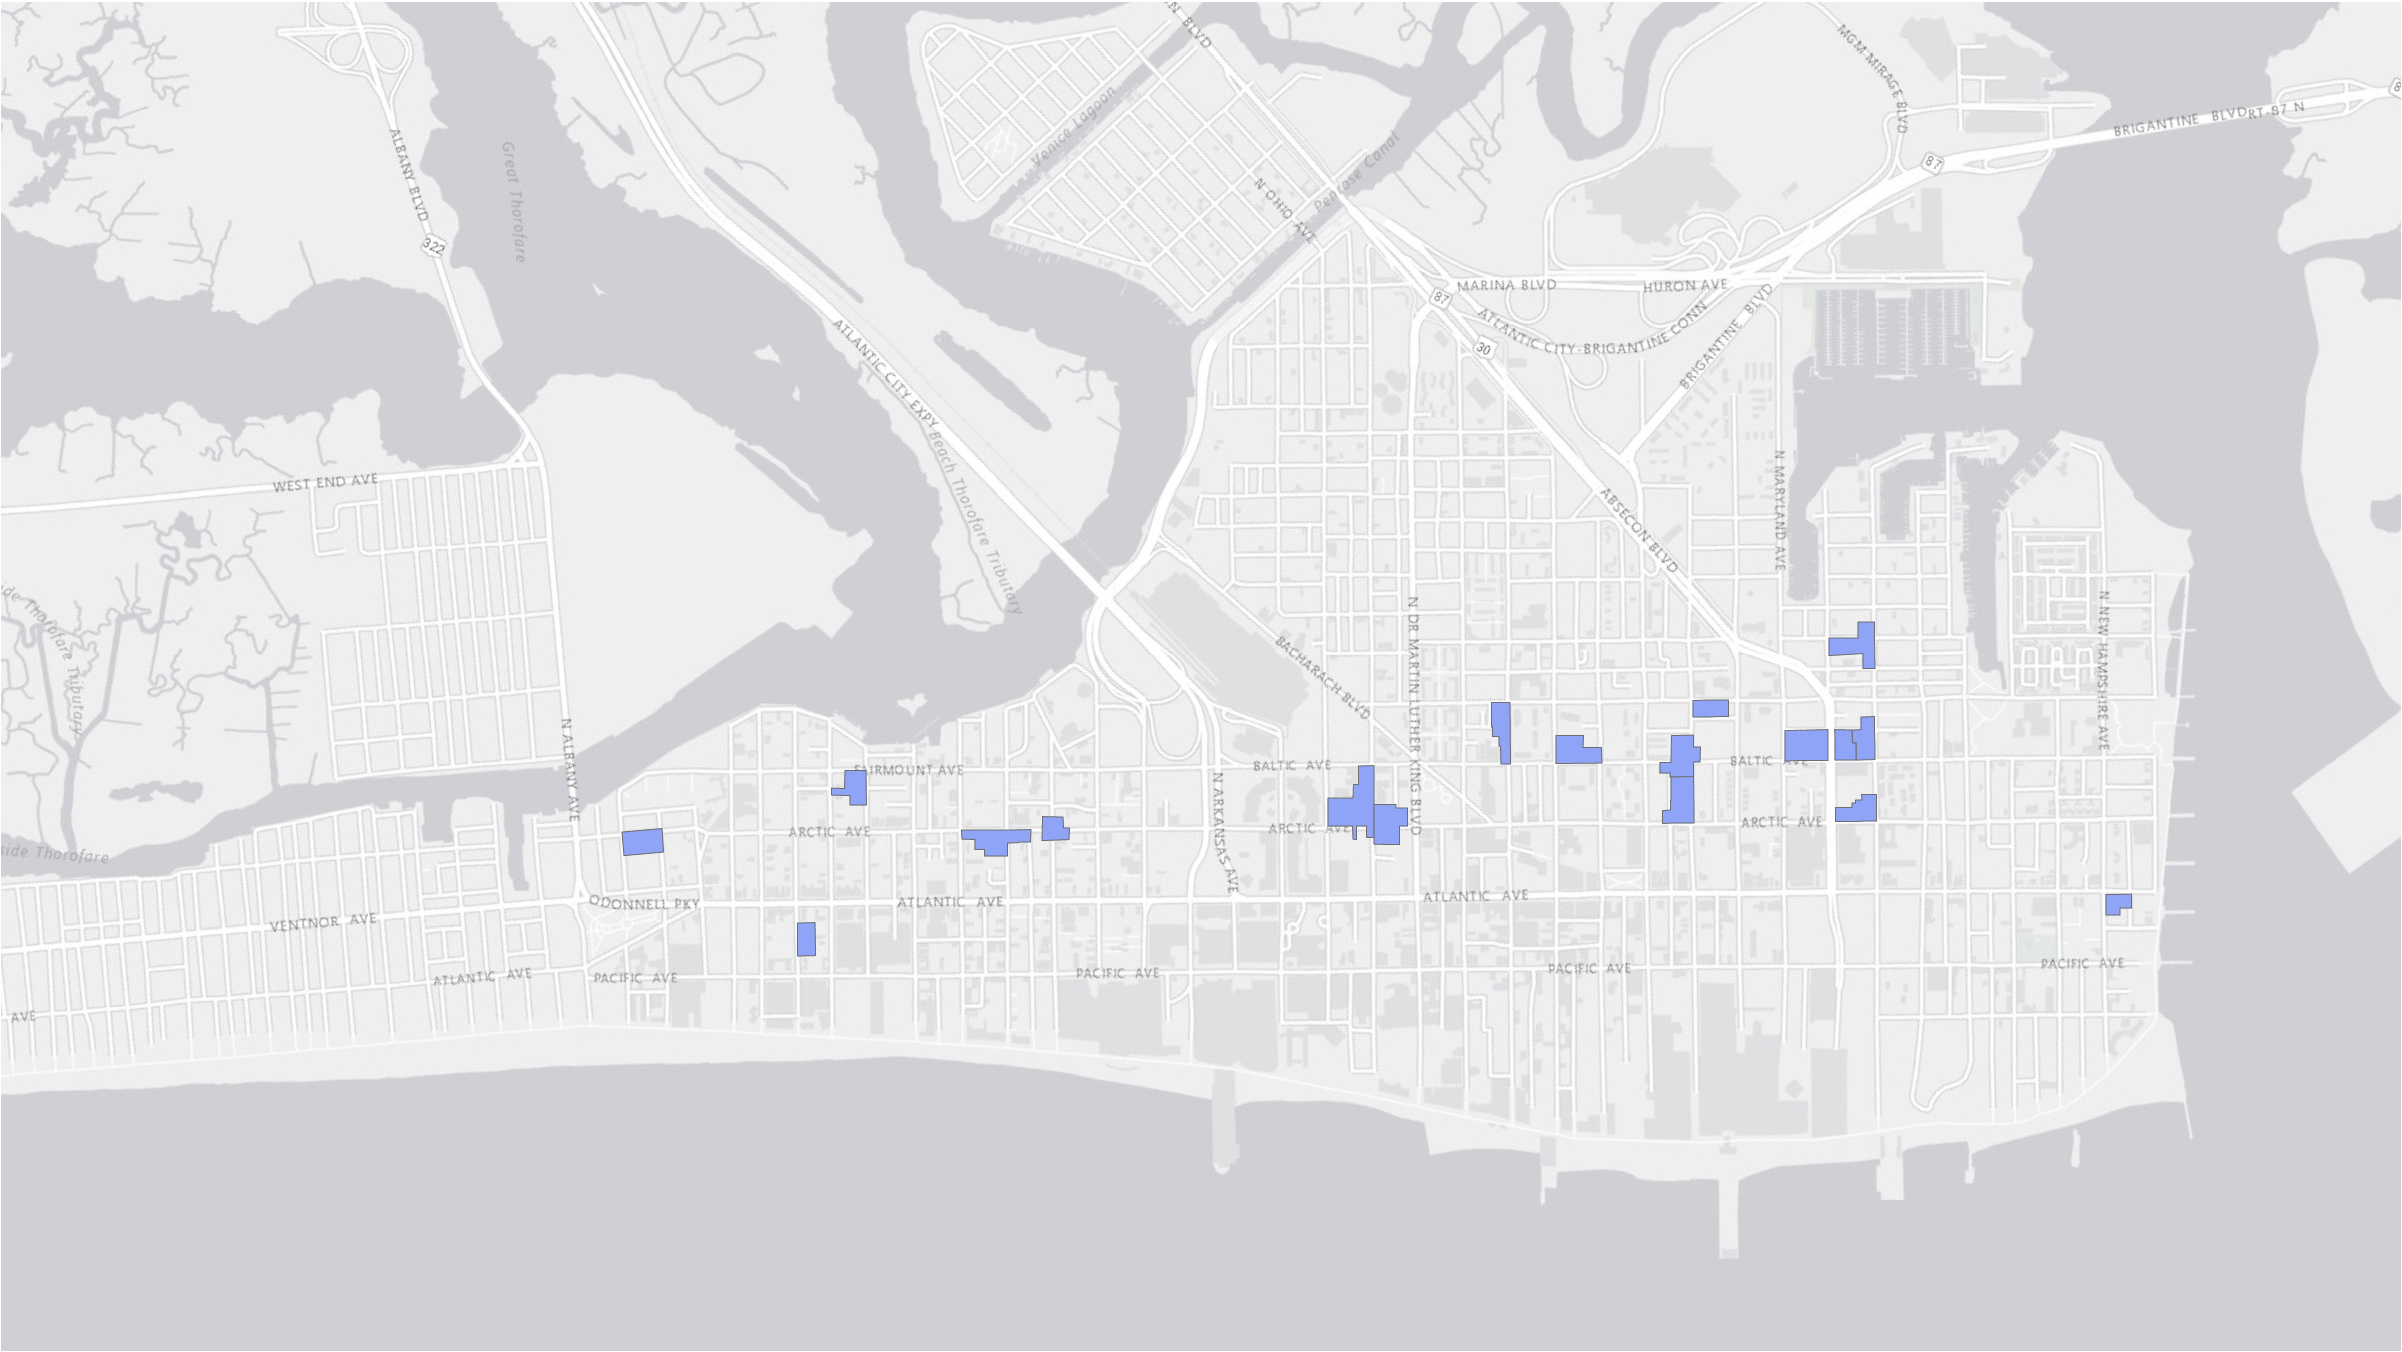 N BLVD
MGM MIRAGE BLVD
BRIGANTINE BLVD
RT-87 N
8
87
ALBANY BLVD
Great Thorofare
Venice Lagoon
Penrose Canal
N OHIO AVE
322
MARINA BLVD
HURON AVE
87
ATLANTIC CITY-BRIGANTINE CONN
30
BRIGANTINE BLVD
ATLANTIC CITY EXPY
Beach Thorofare Tributary
WEST END AVE
N MARYLAND AVE
ABSECON BLVD
ide Thorofare Tributary
N DR MARTIN LUTHER KING BLVD
N NEW HAMPSHIRE AVE
BACHARACH BLVD
N ALBANY AVE
FAIRMOUNT AVE
BALTIC AVE
BALTIC AVE
N ARKANSAS AVE
ARCTIC AVE
ARCTIC AVE
ARCTIC AVE
side Thorofare
ODONNELL PKY
ATLANTIC AVE
ATLANTIC AVE
VENTNOR AVE
ATLANTIC AVE
PACIFIC AVE
PACIFIC AVE
PACIFIC AVE
PACIFIC AVE
AVE